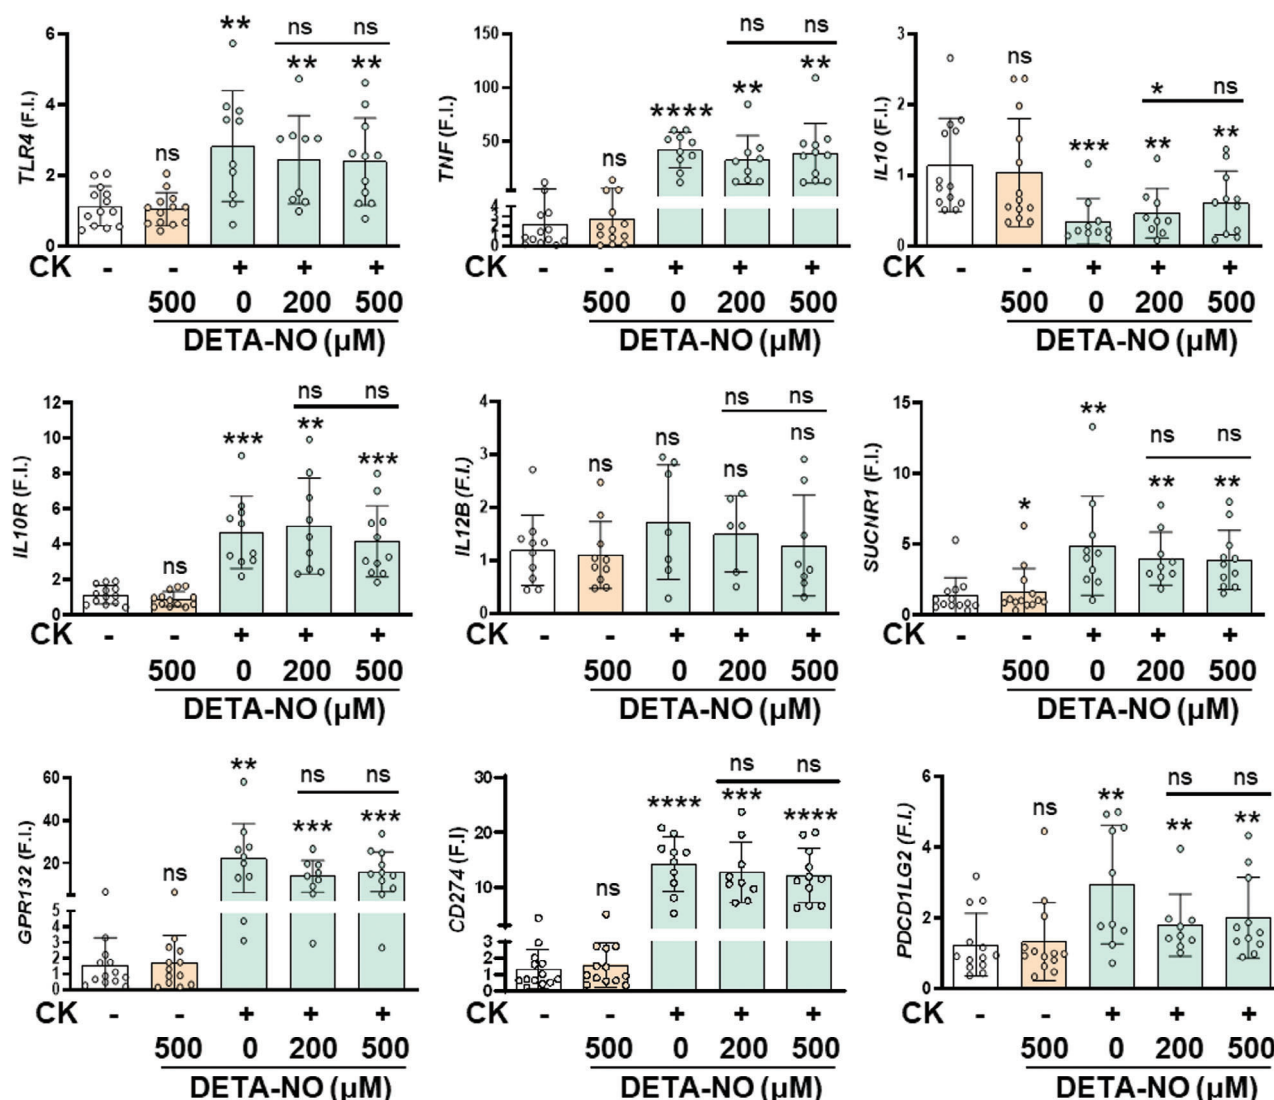 TLR4 (F.I.)
6
4
2
0
ns
**
ns ns
** **
CK - - + + +
500 0 200 500
DETA-NO (µM)
TNF (F.I.)
150
100
50
4
3
2
1
0
ns
****
ns ns
** **
CK - - + + +
500 0 200 500
DETA-NO (µM)
IL10 (F.I.)
3
2
1
0
ns
***
* ns
** **
CK - - + + +
500 0 200 500
DETA-NO (µM)
IL10R (F.I.)
12
10
8
6
4
2
0
ns
***
ns ns
** ***
CK - - + + +
500 0 200 500
DETA-NO (µM)
IL12B (F.I.)
4
3
2
1
0
ns
ns
ns ns
ns ns
CK - - + + +
500 0 200 500
DETA-NO (µM)
SUCNR1 (F.I.)
15
10
5
0
*
**
ns ns
** **
CK - - + + +
500 0 200 500
DETA-NO (µM)
GPR132 (F.I.)
60
40
20
5
4
3
2
1
0
ns
**
ns ns
*** ***
CK - - + + +
500 0 200 500
DETA-NO (µM)
CD274 (F.I)
30
20
10
3
2
1
0
ns
****
ns ns
*** ****
CK - - + + +
500 0 200 500
DETA-NO (µM)
PDCD1LG2 (F.I.)
6
4
2
0
ns
**
ns ns
** **
CK - - + + +
500 0 200 500
DETA-NO (µM)